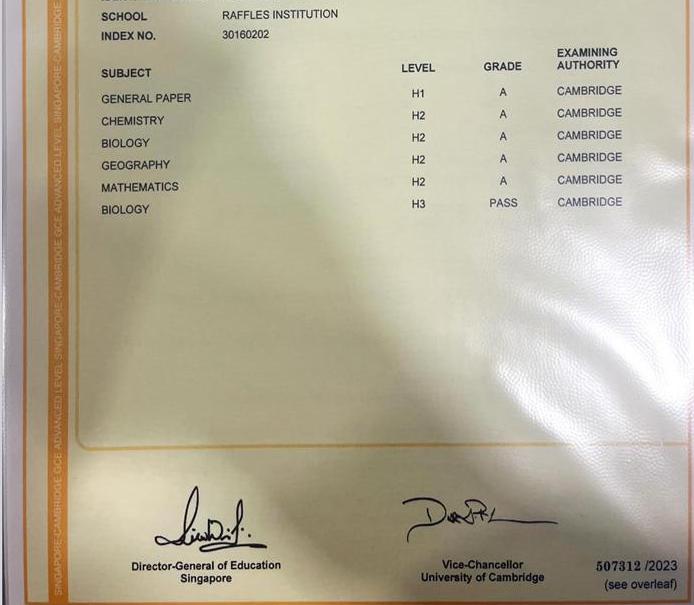 SCHOOL RAFFLES INSTITUTION
INDEX NO. 30160202
SUBJECT LEVEL GRADE EXAMINING AUTHORITY
GENERAL PAPER H1 A CAMBRIDGE
CHEMISTRY H2 A CAMBRIDGE
BIOLOGY H2 A CAMBRIDGE
GEOGRAPHY H2 A CAMBRIDGE
MATHEMATICS H2 A CAMBRIDGE
BIOLOGY H3 PASS CAMBRIDGE
Director-General of Education
Singapore
Vice-Chancellor
University of Cambridge
507312 /2023
(see overleaf)
SINGAPORE-CAMBRIDGE GCE ADVANCED LEVEL SINGAPORE-CAMBRIDGE GCE ADVANCED LEVEL SINGAPORE-CAMBRIDGE